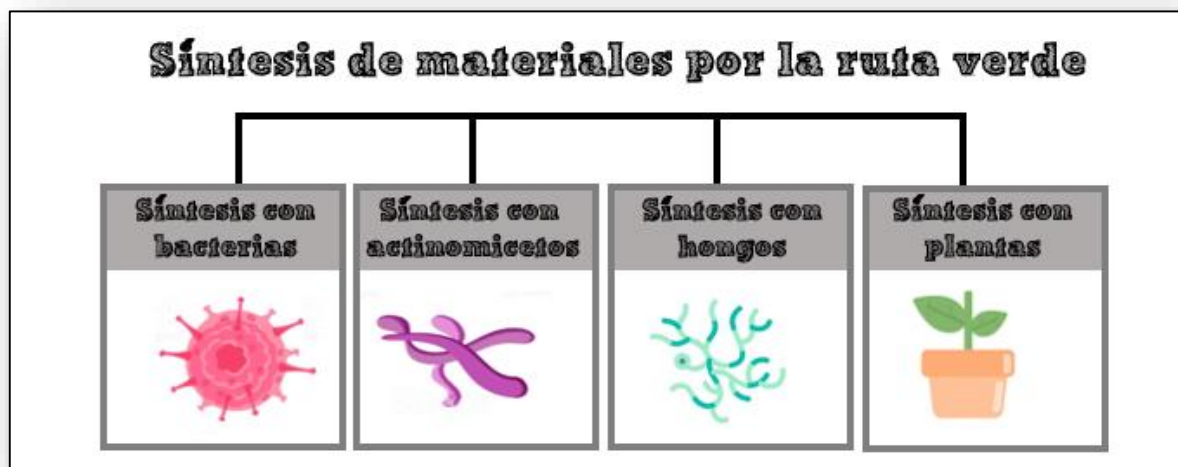 Síntesis de materiales por la ruta verde
Síntesis con
bacterias
Síntesis con
actinomicetos
Síntesis con
hongos
Síntesis con
plantas